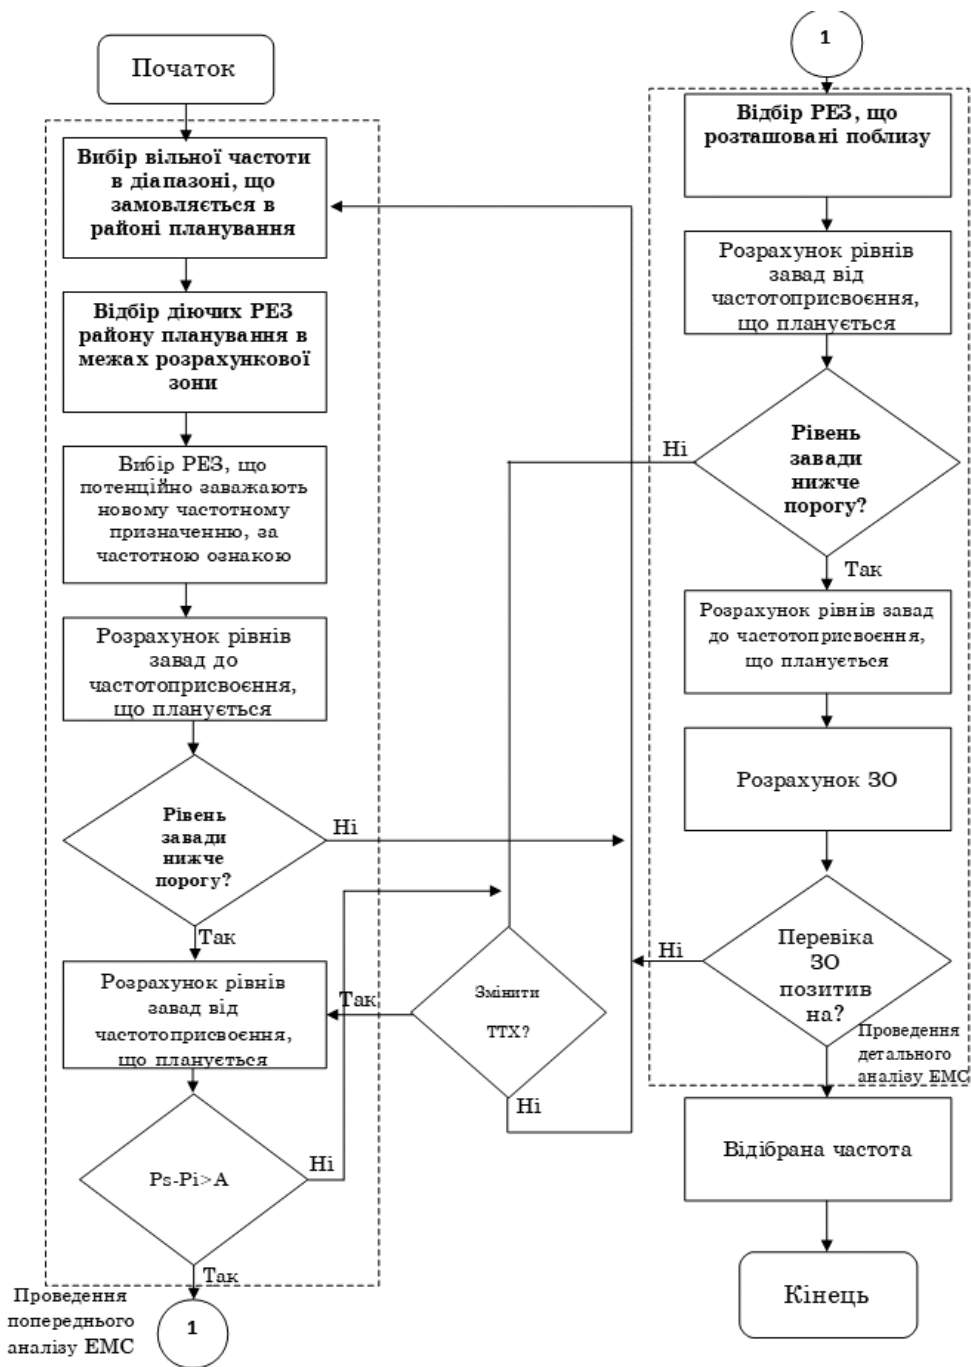 Початок
Вибір вільної частоти
в діапазоні, що
замовляється в
районі планування
Відбір діючих РЕЗ
району планування в
межах розрахункової
зони
Вибір РЕЗ, що
потенційно заважають
новому частотному
призначенню, за
частотною ознакою
Розрахунок рівнів
завад до
частотоприсвоєння,
що планується
Рівень
завади
нижче
порогу?
Ні
Так
Розрахунок рівнів
завад від
частотоприсвоєння,
що планується
Ps-Pi>A
Ні
Так
Проведення
попереднього
аналізу ЕМС
1
Змінити
ТТХ?
Так
Ні
1
Відбір РЕЗ, що
розташовані поблизу
Розрахунок рівнів
завад від
частотоприсвоєння,
що планується
Рівень
завади
нижче
порогу?
Ні
Так
Розрахунок рівнів завад
до частотоприсвоєння,
що планується
Розрахунок ЗО
Перевіка
ЗО
позитив
на?
Ні
Проведення
детального
аналізу ЕМС
Відібрана частота
Кінець